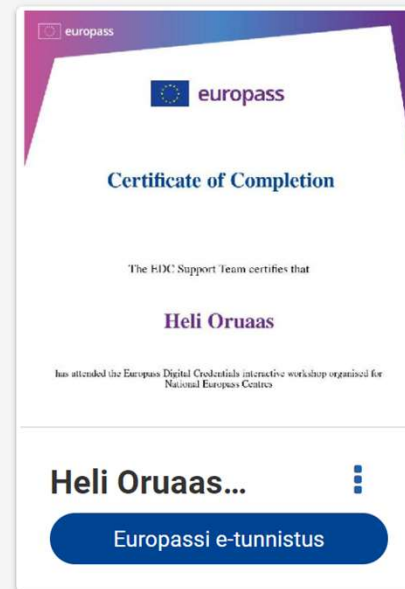 europass
europass
Certificate of Completion
The EDC Support Team certifies that
Heli Oruaas
has attended the Europass Digital Credentials interactive workshop organised for
National Europass Centres
Heli Oruaas...
Europassi e-tunnistus